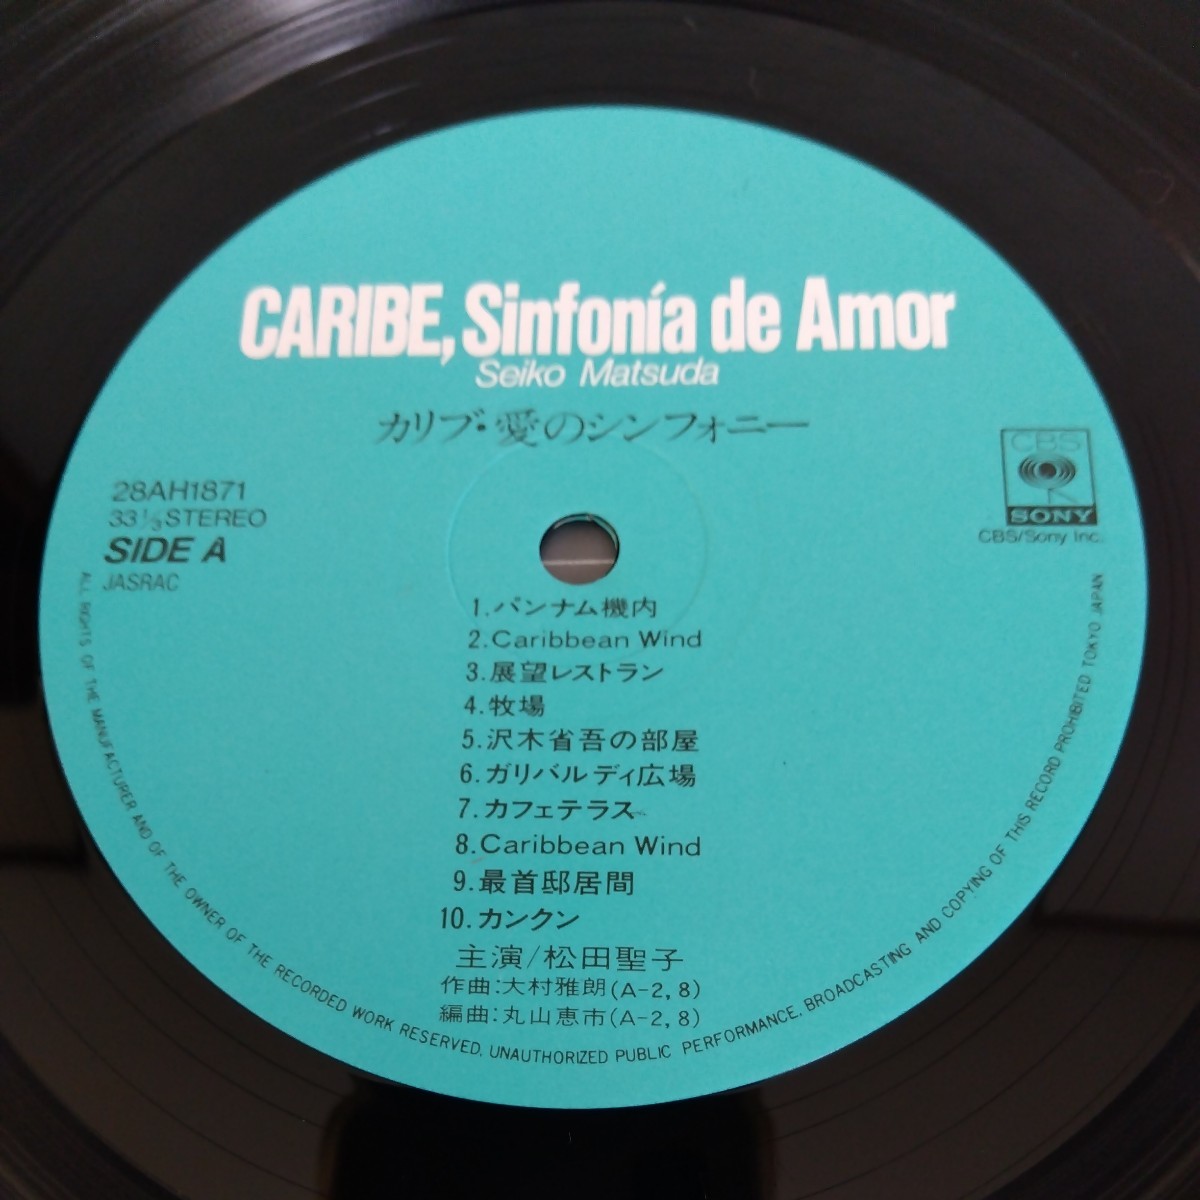 CARIBE, Sinfonía de Amor
Seiko Matsuda
カリブ・愛のシンフォニー
28AH1871
33⅓STEREO
SIDE A
JASRAC
CBS
SONY
CBS/Sony Inc.
1.パンナム機内
2.Caribbean Wind
3.展望レストラン
4.牧場
5.沢木省吾の部屋
6.ガリバルディ広場
7.カフェテラス
8.Caribbean Wind
9.最首邸居間
10.カンクン
主演/松田聖子
作曲:大村雅朗(A-2,8)
編曲:丸山恵市(A-2,8)
ALL RIGHTS OF THE MANUFACTURER AND OF THE OWNER OF THE RECORDED WORK RESERVED. UNAUTHORIZED PUBLIC PERFORMANCE. BROADCASTING AND COPYING OF THIS RECORD PROHIBITED TOKYO JAPAN